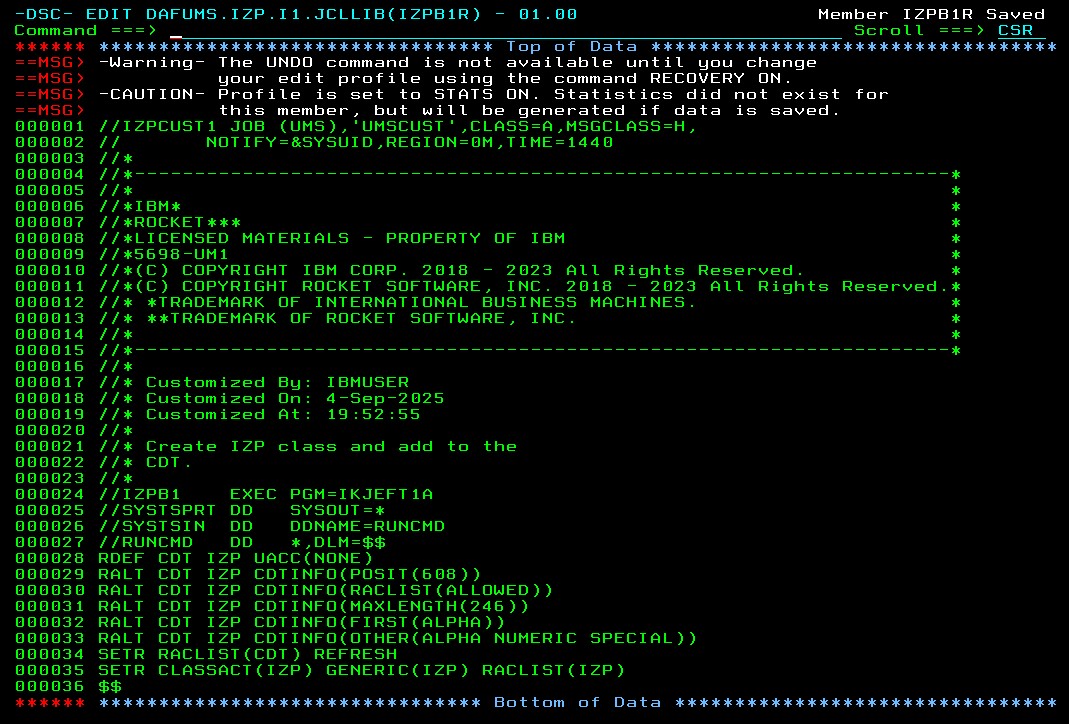 -DSC- EDIT DAFUMS.IZP.I1.JCLLIB(IZPB1R) - 01.00 Member IZPB1R Saved
Command ===> _ Scroll ===> CSR
****** ********************************* Top of Data **********************************
==MSG> -Warning- The UNDO command is not available until you change
==MSG> your edit profile using the command RECOVERY ON.
==MSG> -CAUTION- Profile is set to STATS ON. Statistics did not exist for
==MSG> this member, but will be generated if data is saved.
000001 //IZPCUST1 JOB (UMS),'UMSCUST',CLASS=A,MSGCLASS=H,
000002 // NOTIFY=&SYSUID,REGION=0M,TIME=1440
000003 //*
000004 //*--------------------------------------------------------------------*
000005 //* *
000006 //*IBM* *
000007 //*ROCKET*** *
000008 //*LICENSED MATERIALS - PROPERTY OF IBM *
000009 //*5698-UM1 *
000010 //*(C) COPYRIGHT IBM CORP. 2018 - 2023 All Rights Reserved. *
000011 //*(C) COPYRIGHT ROCKET SOFTWARE, INC. 2018 - 2023 All Rights Reserved.*
000012 //* *TRADEMARK OF INTERNATIONAL BUSINESS MACHINES. *
000013 //* **TRADEMARK OF ROCKET SOFTWARE, INC. *
000014 //* *
000015 //*--------------------------------------------------------------------*
000016 //*
000017 //* Customized By: IBMUSER
000018 //* Customized On: 4-Sep-2025
000019 //* Customized At: 19:52:55
000020 //*
000021 //* Create IZP class and add to the
000022 //* CDT.
000023 //*
000024 //IZPB1 EXEC PGM=IKJEFT1A
000025 //SYSTSPRT DD SYSOUT=*
000026 //SYSTSIN DD DDNAME=RUNCMD
000027 //RUNCMD DD *,DLM=$$
000028 RDEF CDT IZP UACC(NONE)
000029 RALT CDT IZP CDTINFO(POSIT(608))
000030 RALT CDT IZP CDTINFO(RACLIST(ALLOWED))
000031 RALT CDT IZP CDTINFO(MAXLENGTH(246))
000032 RALT CDT IZP CDTINFO(FIRST(ALPHA))
000033 RALT CDT IZP CDTINFO(OTHER(ALPHA NUMERIC SPECIAL))
000034 SETR RACLIST(CDT) REFRESH
000035 SETR CLASSACT(IZP) GENERIC(IZP) RACLIST(IZP)
000036 $$
****** ******************************** Bottom of Data ********************************